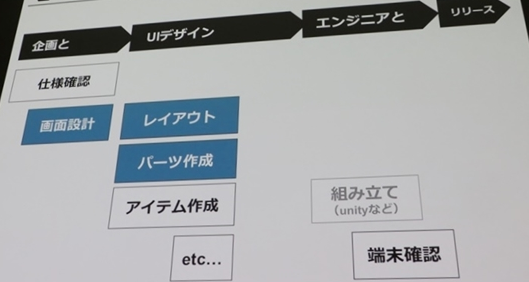 企画と
UIデザイン
エンジニアと
リリース
仕様確認
画面設計
レイアウト
パーツ作成
アイテム作成
etc...
組み立て
（unityなど）
端末確認